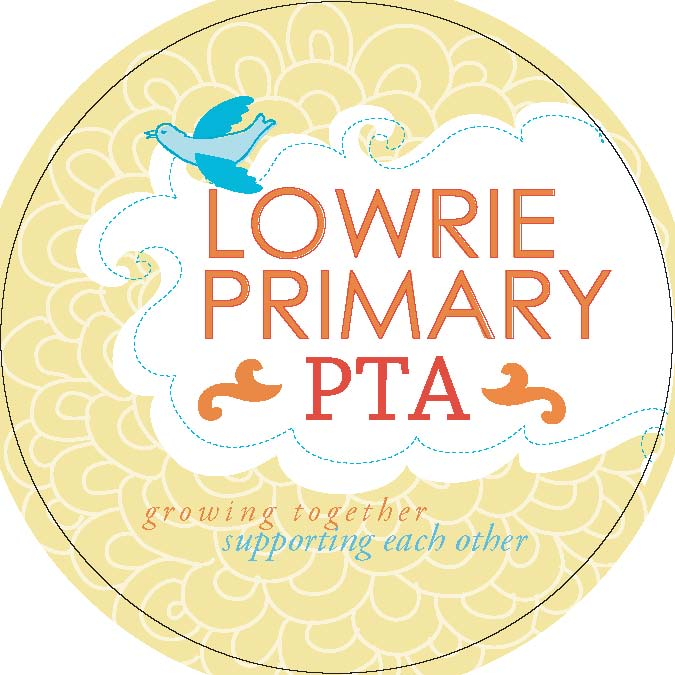 LOWRIE
PRIMARY
PTA
growing together
supporting each other